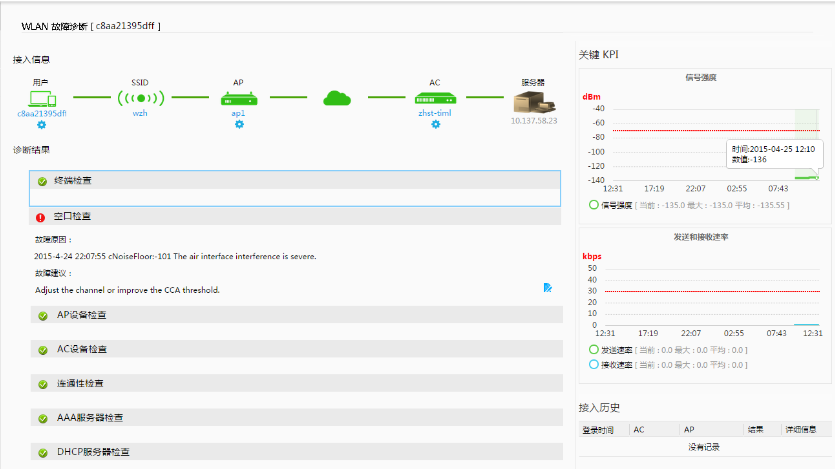 WLAN 故障诊断 [ c8aa21395dff ]
接入信息
用户 SSID AP AC 服务器
c8aa21395dff wzh ap1 zhst-timl 10.137.58.23
诊断结果
终端检查
空口检查
故障原因：
2015-4-24 22:07:55 cNoiseFloor:-101 The air interface interference is severe.
故障建议：
Adjust the channel or improve the CCA threshold.
AP设备检查
AC设备检查
连通性检查
AAA服务器检查
DHCP服务器检查
关键 KPI
信号强度
dBm
-40
-60
-80
-100
-120
-140
时间:2015-04-25 12:10
数值:-136
12:31 17:19 22:07 02:55 07:43
信号强度 [ 当前 : -135.0 最大 : -135.0 平均 : -135.55 ]
发送和接收速率
kbps
50
40
30
20
10
0
12:31 17:19 22:07 02:55 07:43 12:31
发送速率 [ 当前 : 0.0 最大 : 0.0 平均 : 0.0 ]
接收速率 [ 当前 : 0.0 最大 : 0.0 平均 : 0.0 ]
接入历史
登录时间 AC AP 结果 详细信息
没有记录